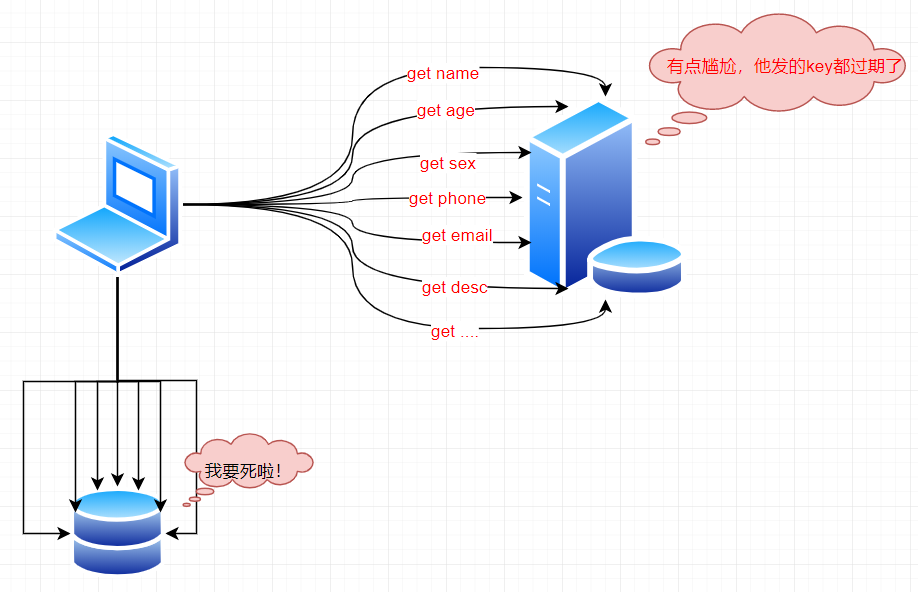 get name
有点尴尬，他发的key都过期了
get age
get sex
get phone
get email
get desc
get ....
我要死啦！